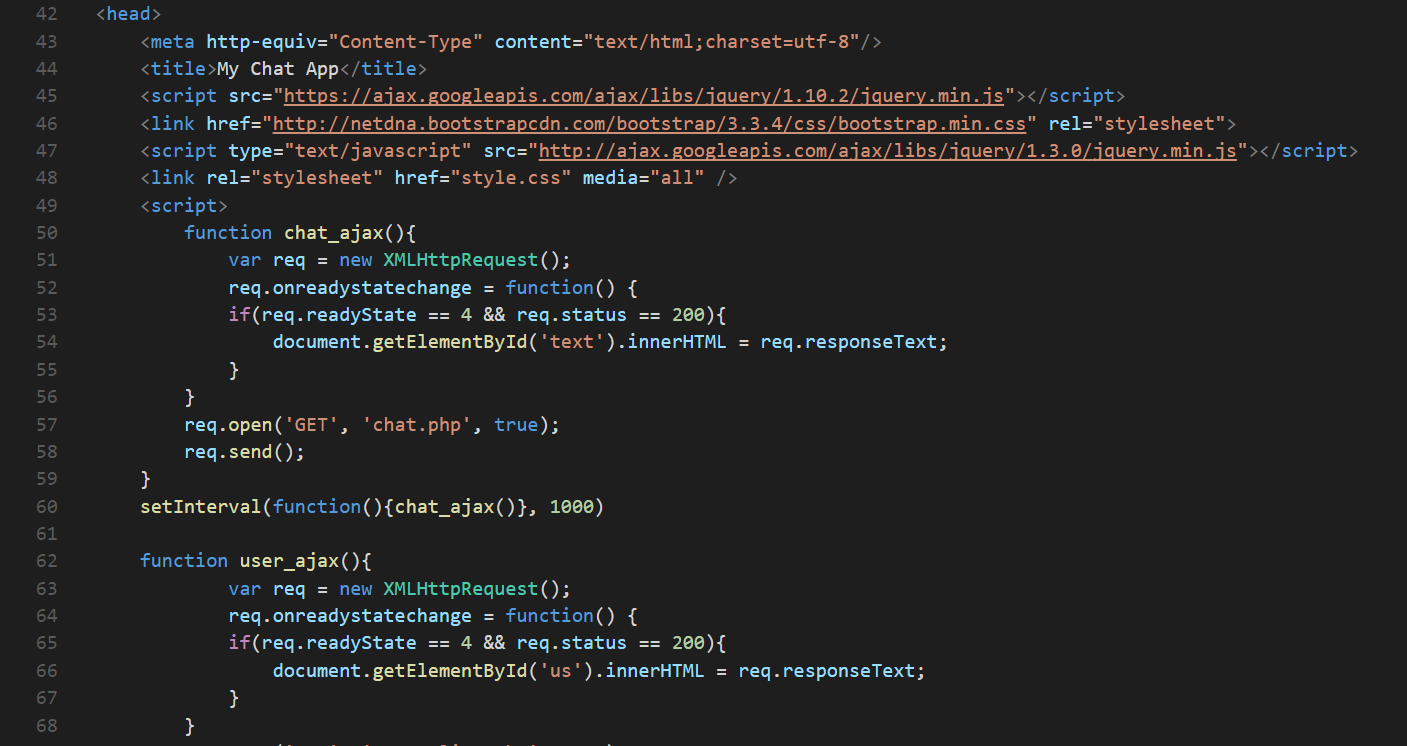 42 <head>
43 <meta http-equiv="Content-Type" content="text/html;charset=utf-8"/>
44 <title>My Chat App</title>
45 <script src="https://ajax.googleapis.com/ajax/libs/jquery/1.10.2/jquery.min.js"></script>
46 <link href="http://netdna.bootstrapcdn.com/bootstrap/3.3.4/css/bootstrap.min.css" rel="stylesheet">
47 <script type="text/javascript" src="http://ajax.googleapis.com/ajax/libs/jquery/1.3.0/jquery.min.js"></script>
48 <link rel="stylesheet" href="style.css" media="all" />
49 <script>
50 function chat_ajax(){
51 var req = new XMLHttpRequest();
52 req.onreadystatechange = function() {
53 if(req.readyState == 4 && req.status == 200){
54 document.getElementById('text').innerHTML = req.responseText;
55 }
56 }
57 req.open('GET', 'chat.php', true);
58 req.send();
59 }
60 setInterval(function(){chat_ajax()}, 1000)
61
62 function user_ajax(){
63 var req = new XMLHttpRequest();
64 req.onreadystatechange = function() {
65 if(req.readyState == 4 && req.status == 200){
66 document.getElementById('us').innerHTML = req.responseText;
67 }
68 }